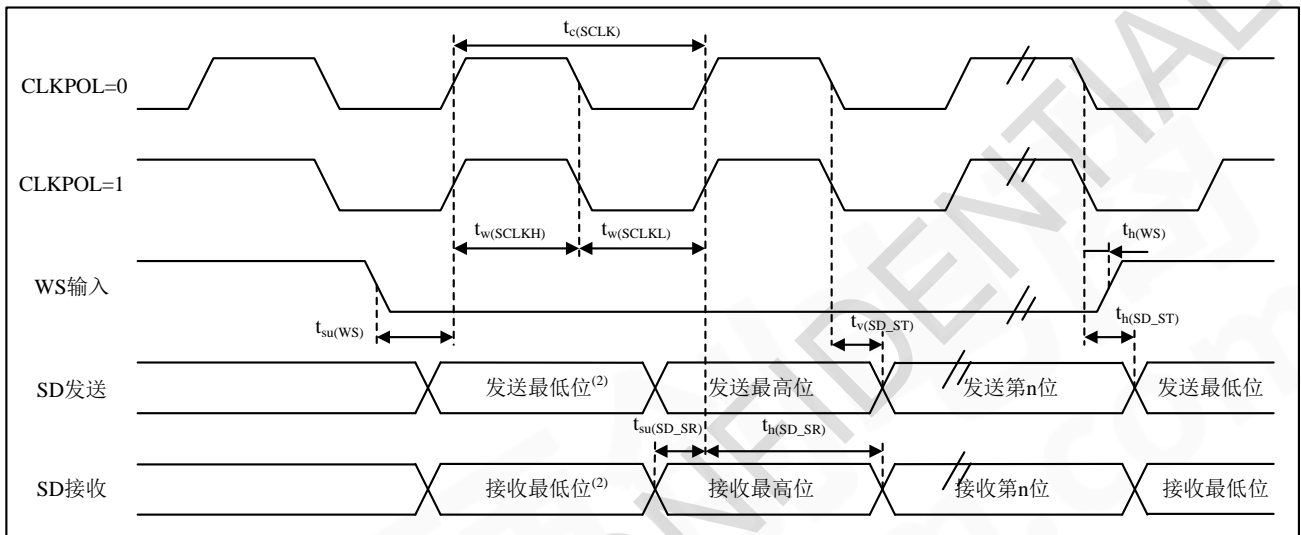 t_c(SCLK)
CLKPOL=0
CLKPOL=1
t_w(SCLKH)
t_w(SCLKL)
t_h(WS)
WS输入
t_su(WS)
t_v(SD_ST)
t_h(SD_ST)
SD发送
发送最低位(2)
发送最高位
发送第n位
发送最低位
t_su(SD_SR)
t_h(SD_SR)
SD接收
接收最低位(2)
接收最高位
接收第n位
接收最低位
CONFIDENTIAL